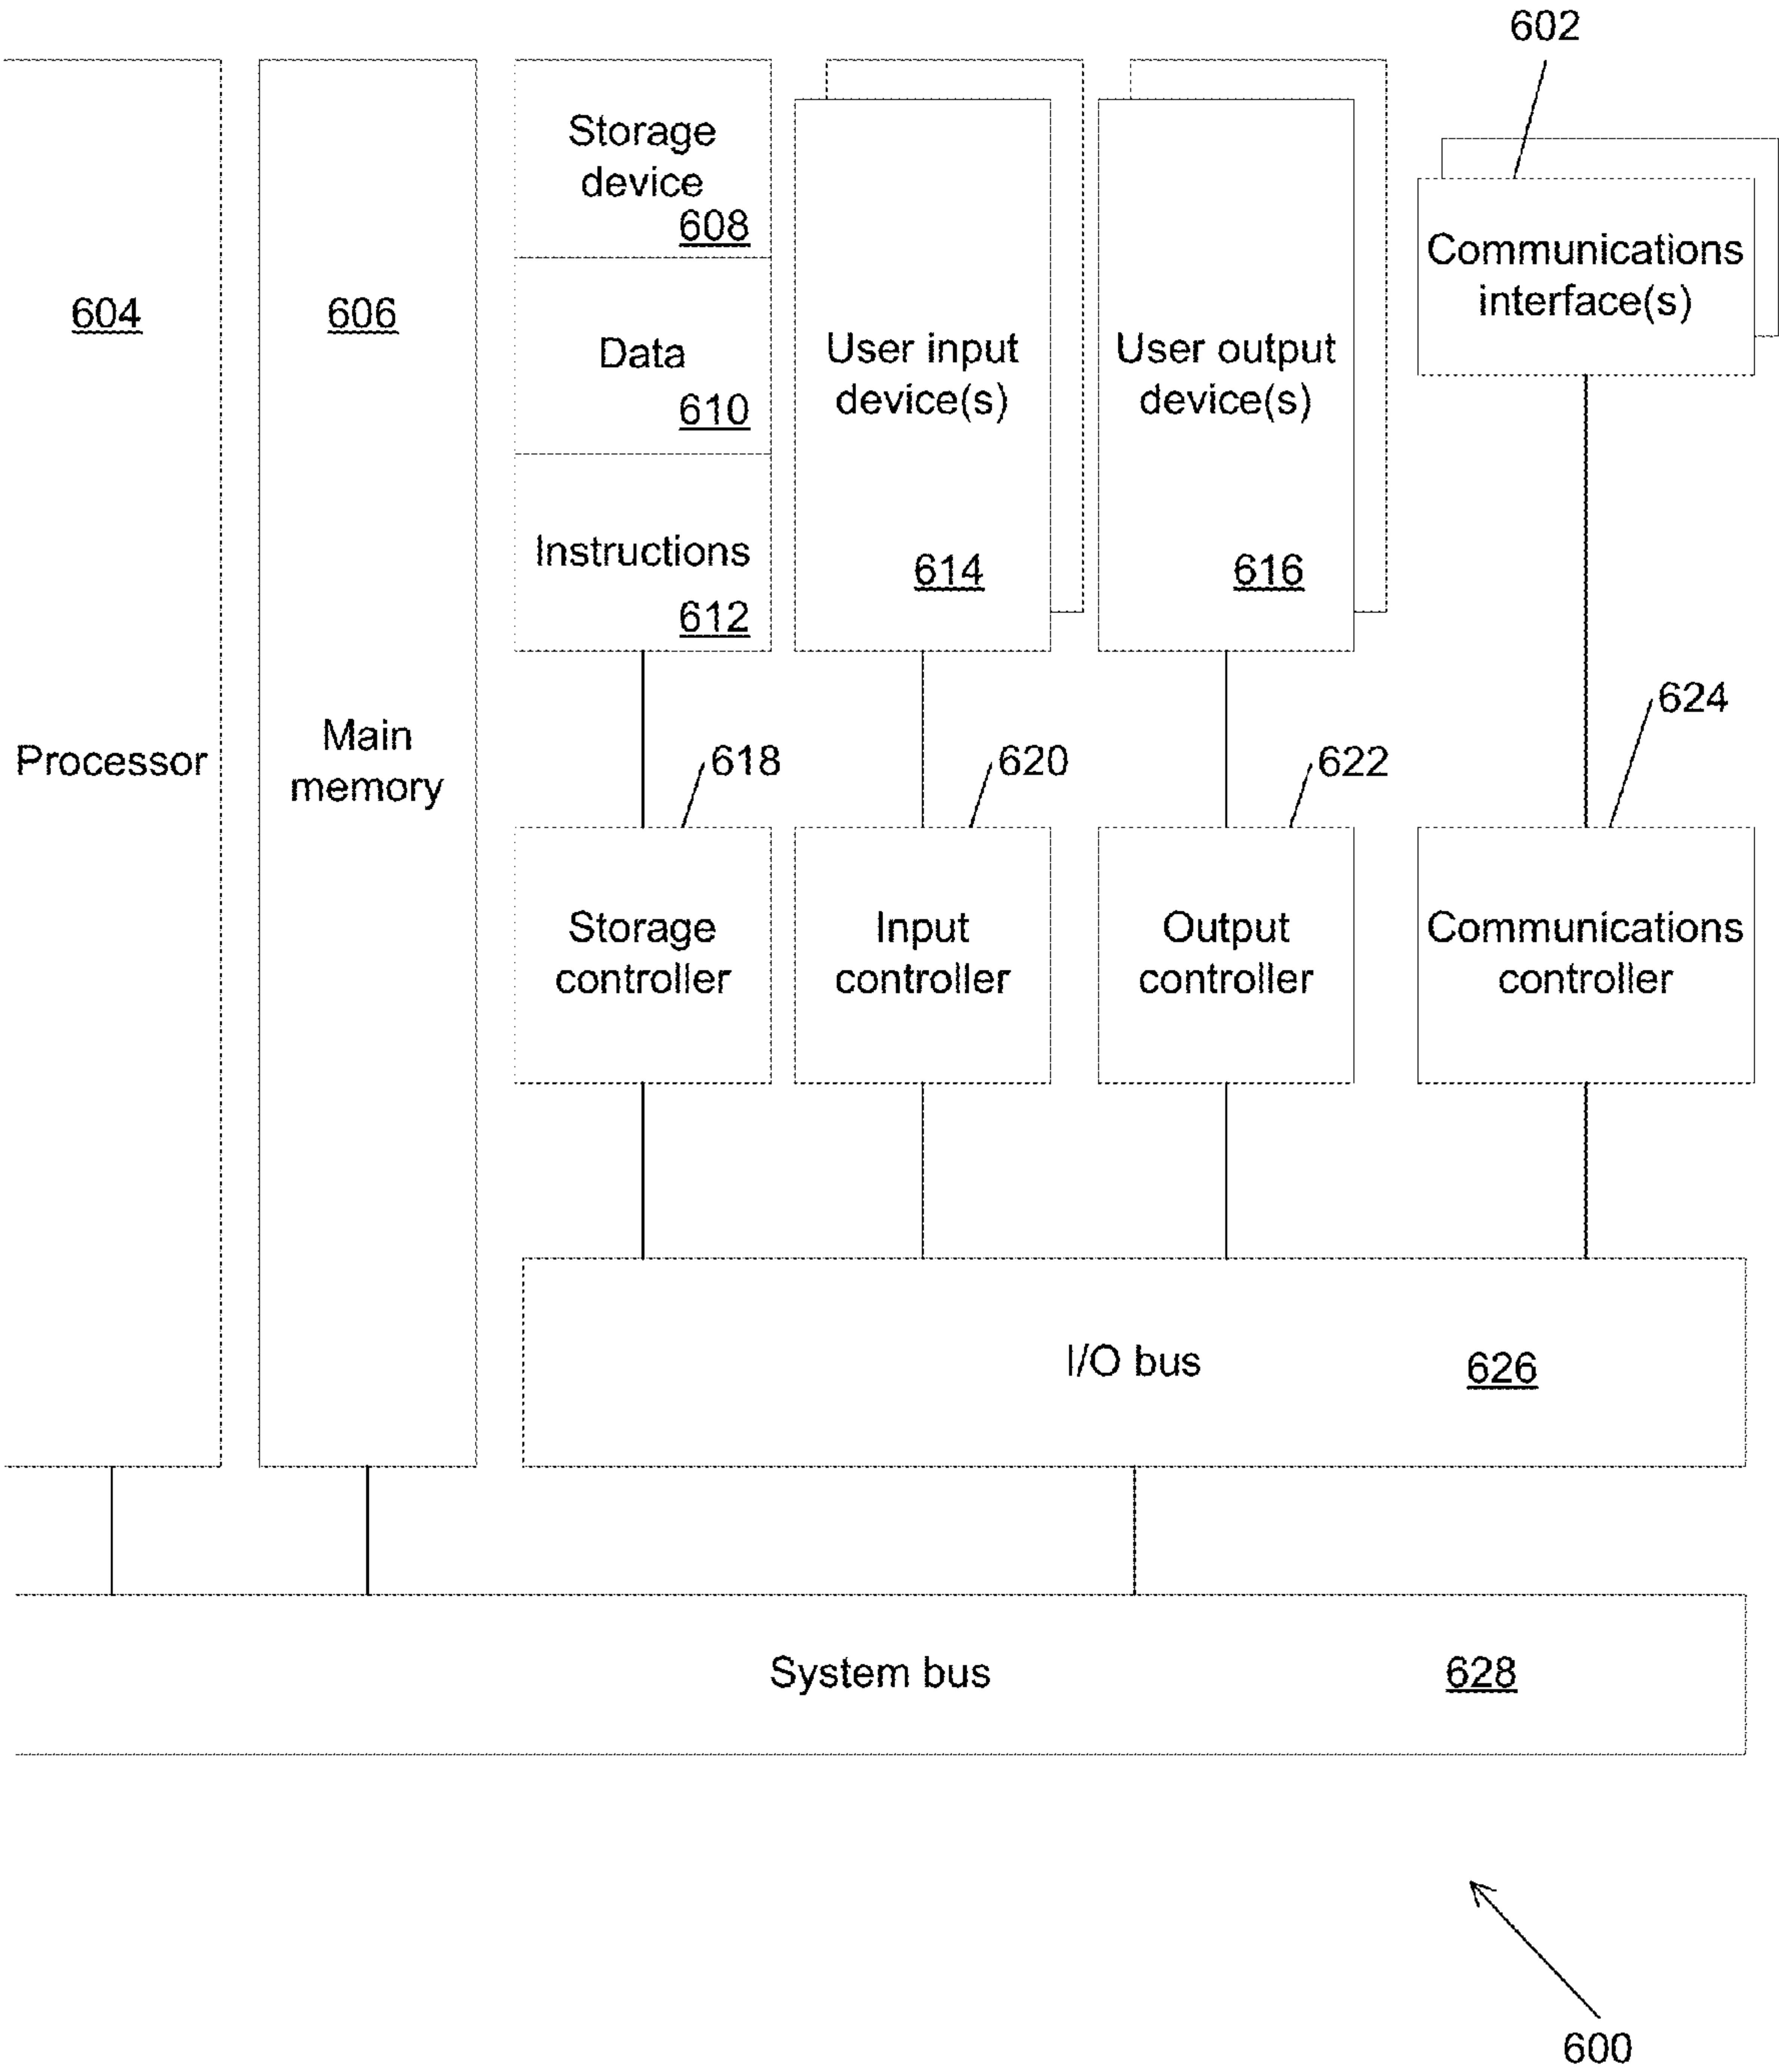 602
Storage
device
608
604
606
Communications
interface(s)
Data
610
User input
device(s)
User output
device(s)
Instructions
612
614
616
624
Processor
Main
memory
618
620
622
Storage
controller
Input
controller
Output
controller
Communications
controller
I/O bus
626
System bus
628
600